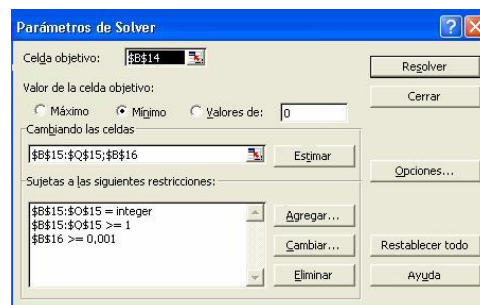 Parámetros de Solver
Celda objetivo: $B$14
Valor de la celda objetivo:
Máximo Mínimo Valores de: 0
Cambiando las celdas
$B$15:$Q$15;$B$16
Estimar
Sujetas a las siguientes restricciones:
$B$15:$O$15 = integer
$B$15:$O$15 >= 1
$B$16 >= 0,001
Agregar...
Cambiar...
Eliminar
Resolver
Cerrar
Opciones...
Restablecer todo
Ayuda